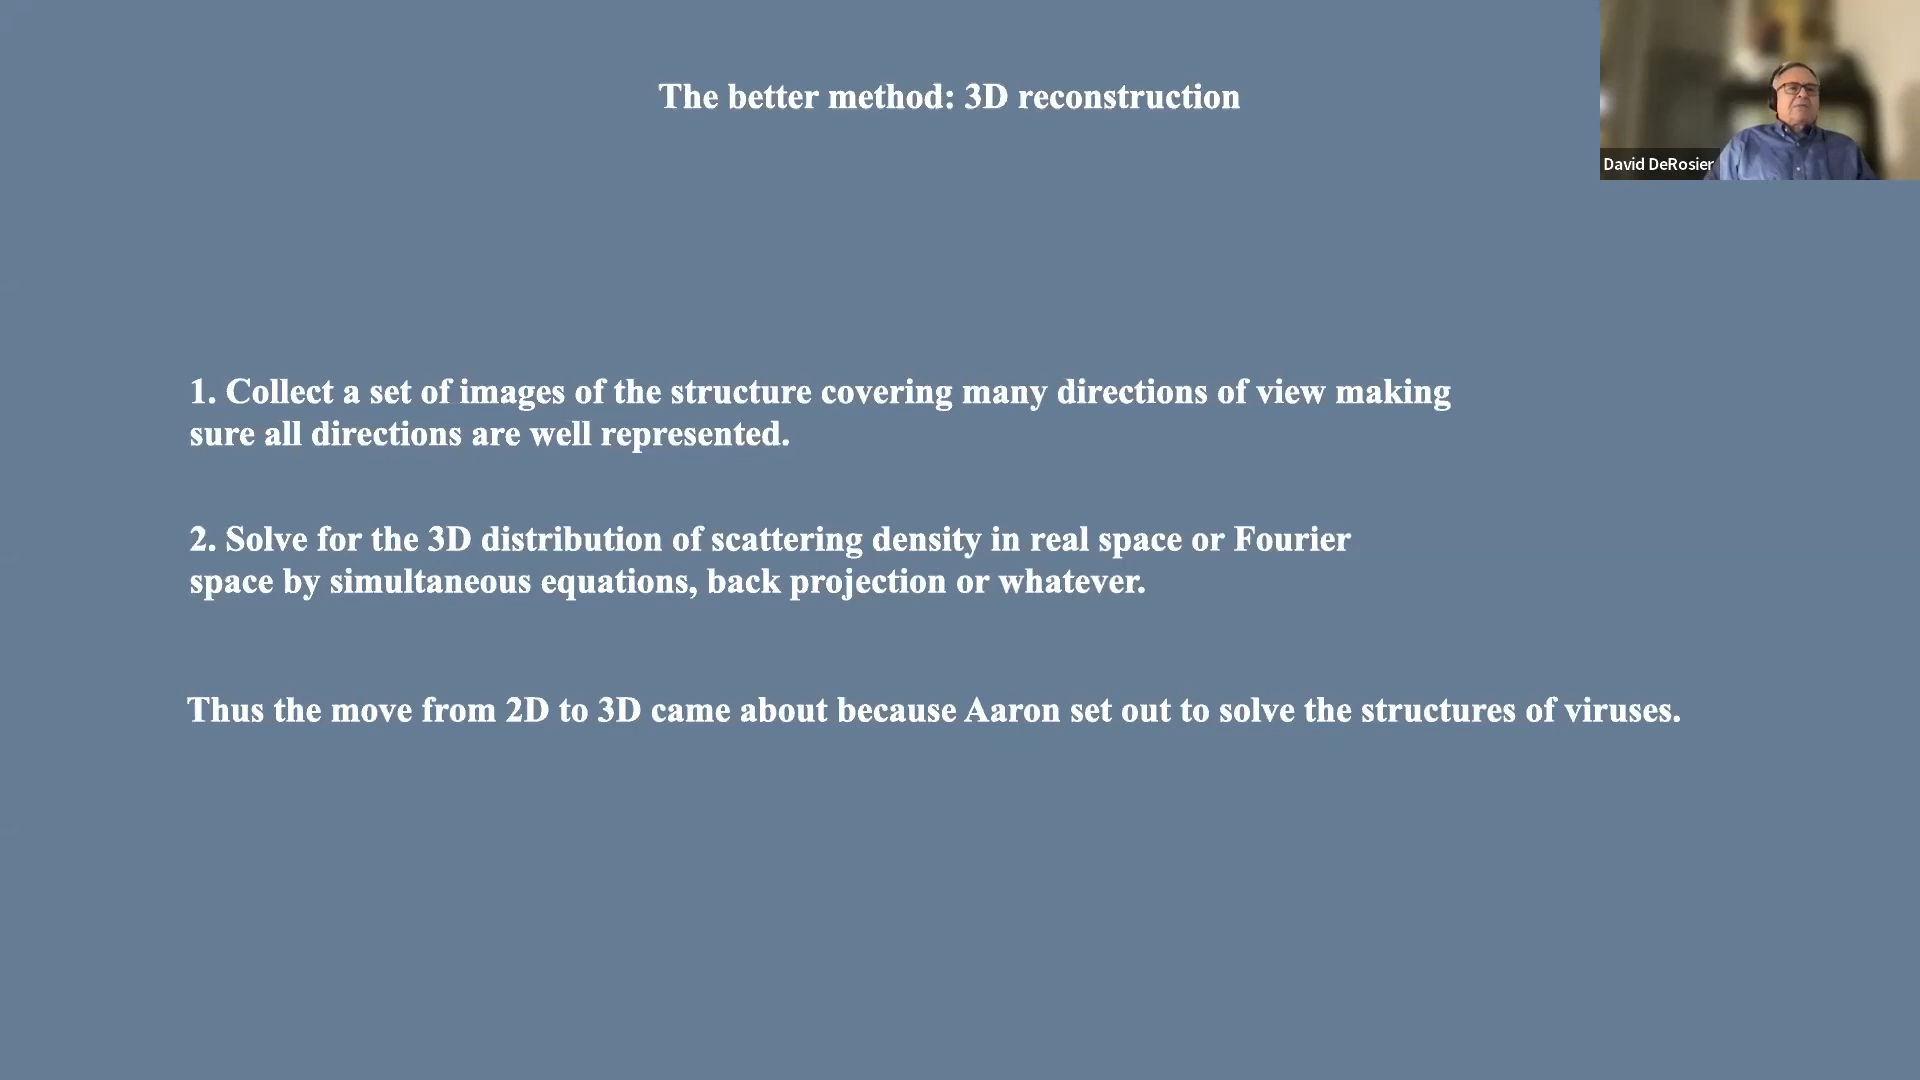 The better method: 3D reconstruction
David DeRosier
1. Collect a set of images of the structure covering many directions of view making
sure all directions are well represented.
2. Solve for the 3D distribution of scattering density in real space or Fourier
space by simultaneous equations, back projection or whatever.
Thus the move from 2D to 3D came about because Aaron set out to solve the structures of viruses.